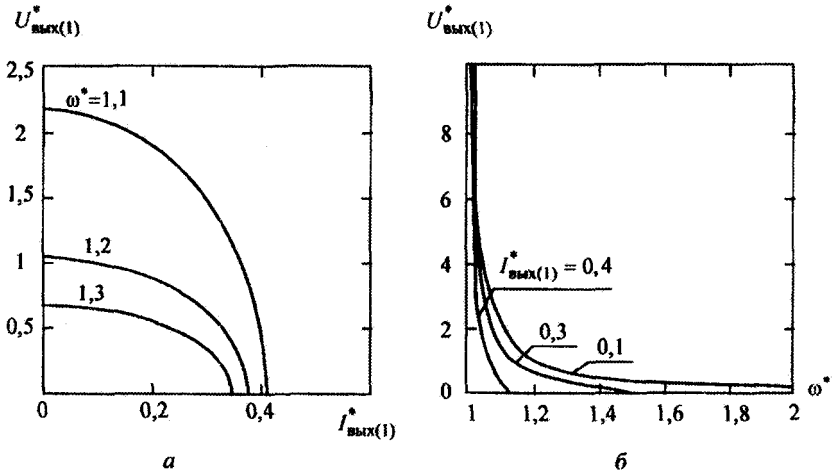 U*вых(1)
2,5
ω*=1,1
2
1,5
1,2
1
1,3
0,5
0
0,2
0,4
I*вых(1)
а
U*вых(1)
8
6
4
I*вых(1) = 0,4
2
0,3
0,1
0
ω*
1
1,2
1,4
1,6
1,8
2
б